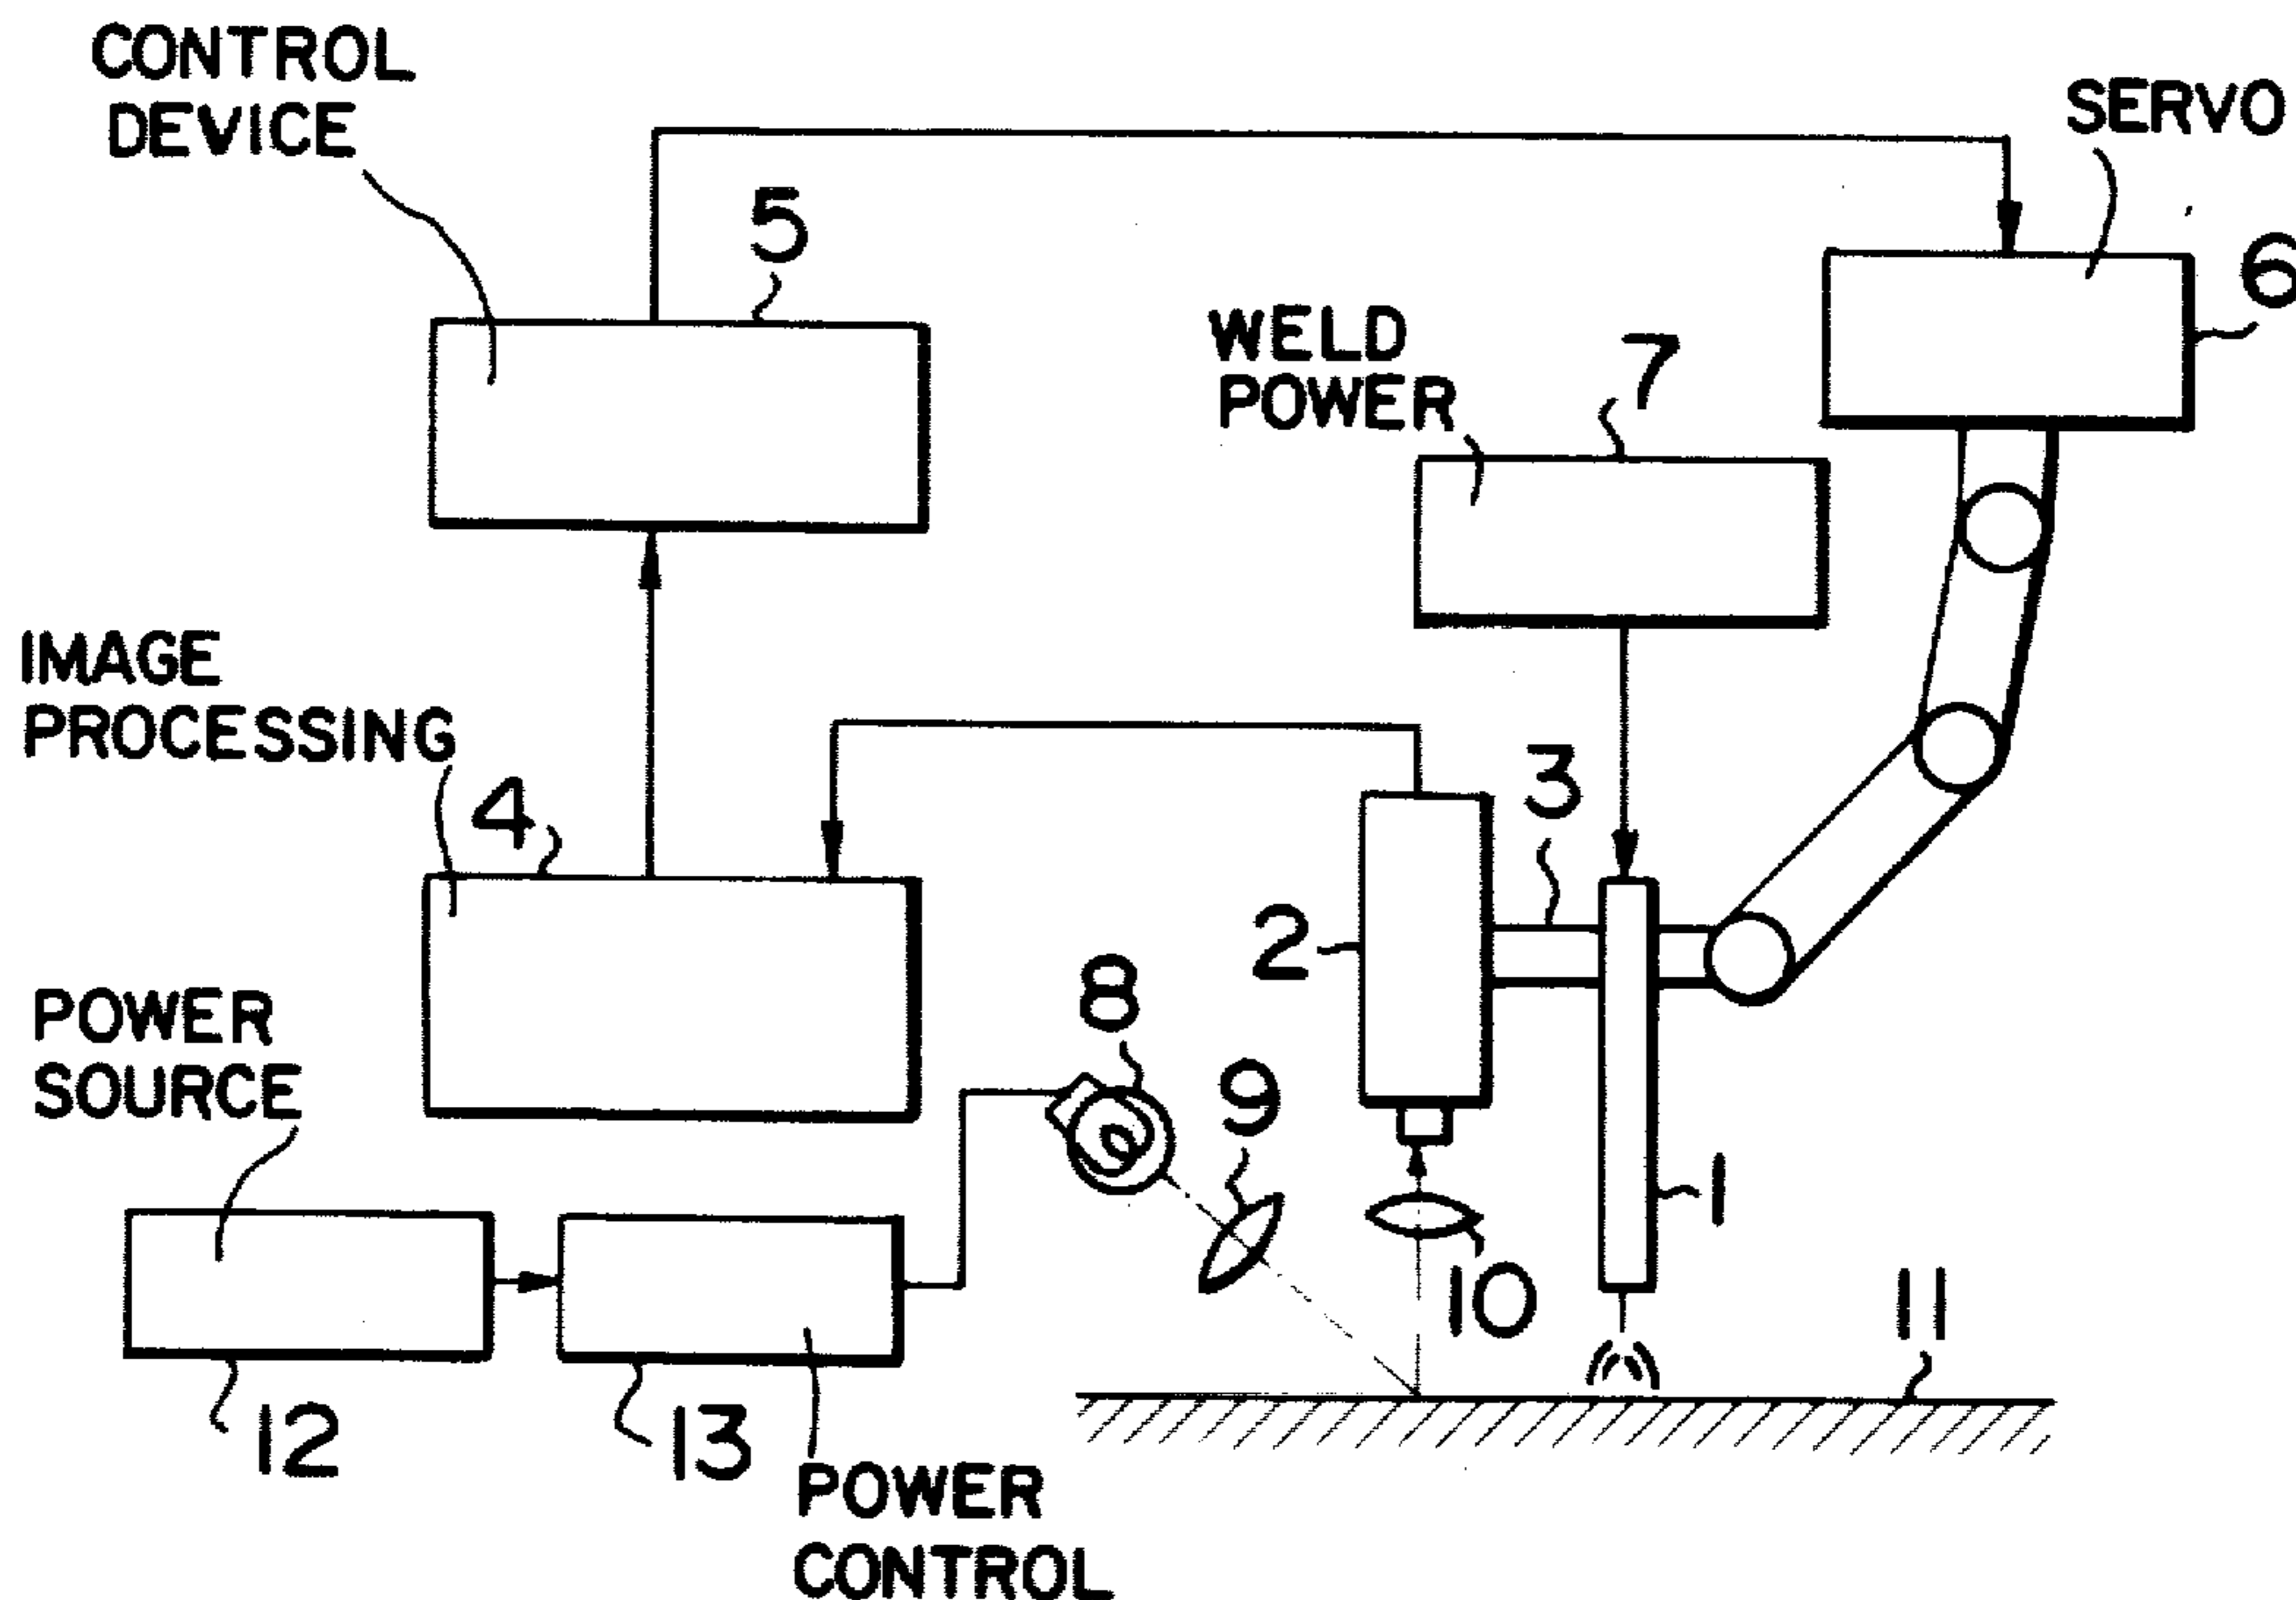 CONTROL
DEVICE
SERVO
5
6
WELD
POWER
7
IMAGE
PROCESSING
4
3
2
8
POWER
SOURCE
9
1
10
11
12
13
POWER
CONTROL